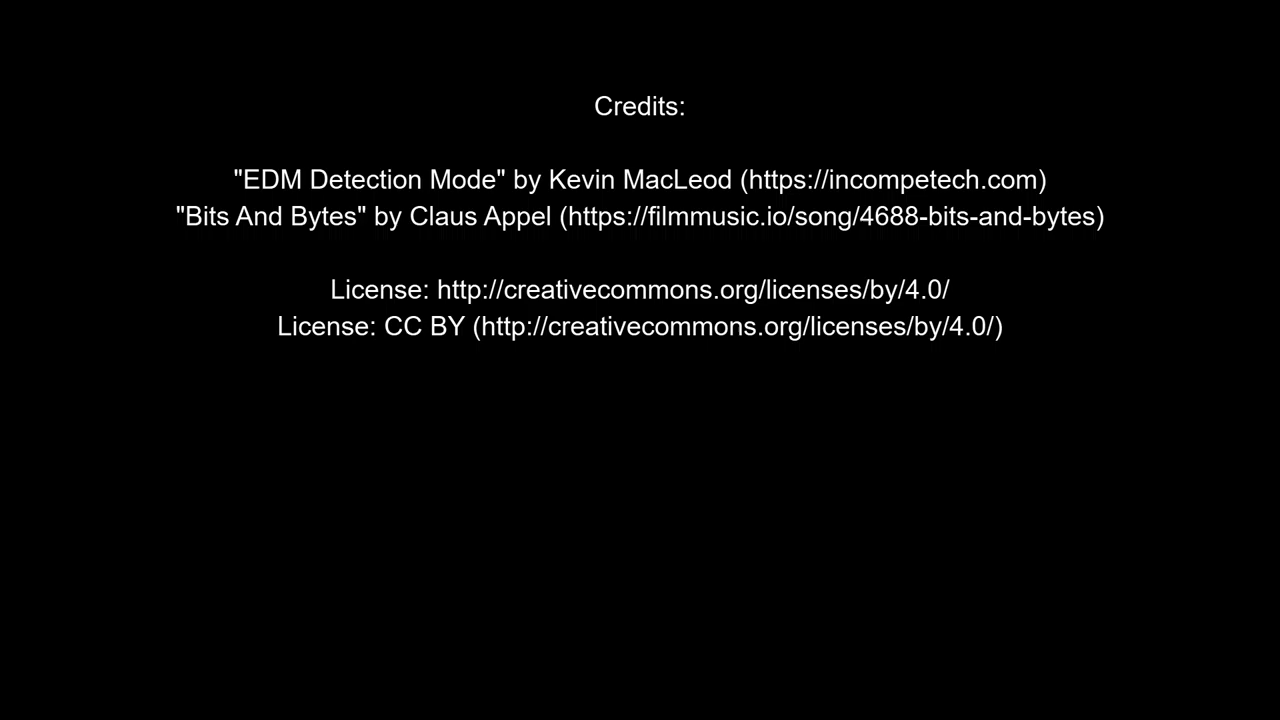 Credits:
"EDM Detection Mode" by Kevin MacLeod (https://incompetech.com)
"Bits And Bytes" by Claus Appel (https://filmmusic.io/song/4688-bits-and-bytes)
License: http://creativecommons.org/licenses/by/4.0/
License: CC BY (http://creativecommons.org/licenses/by/4.0/)